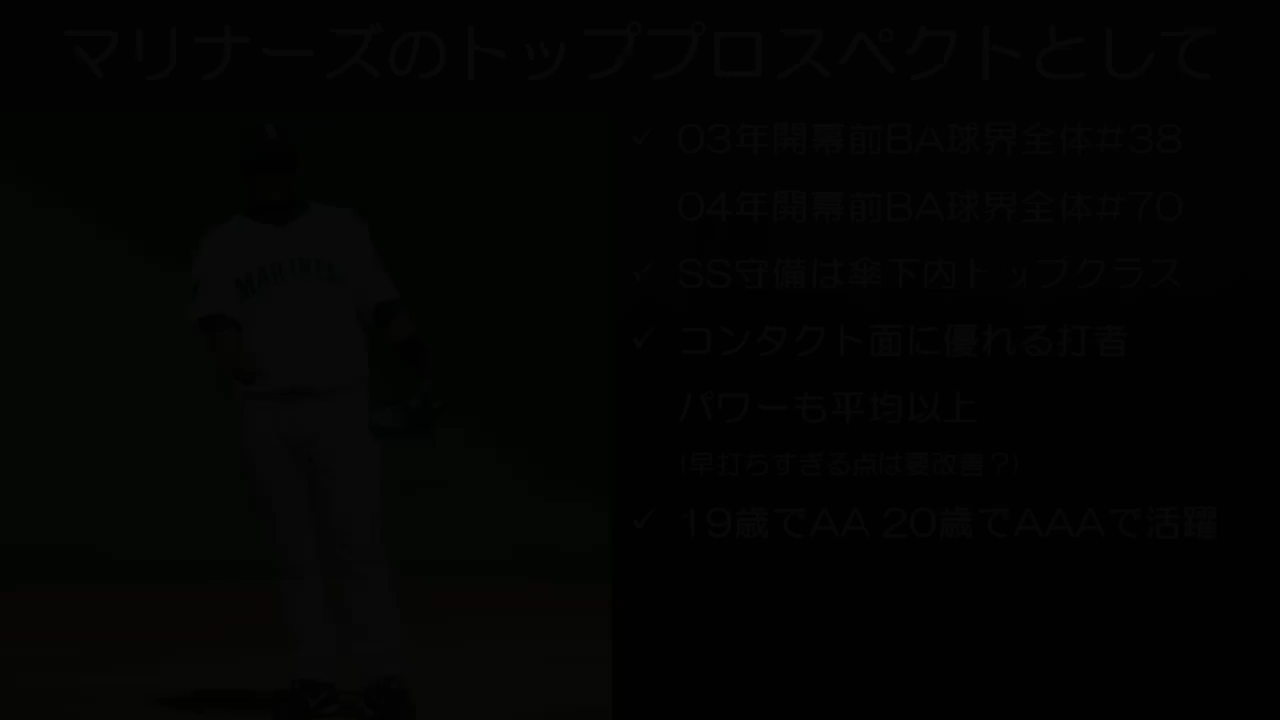 マリナーズのトッププロスペクトとして
✓ 03年開幕前BA球界全体#38
04年開幕前BA球界全体#70
✓ SS守備は傘下内トップクラス
✓ コンタクト面に優れる打者
パワーも平均以上
(早打ちすぎる点は要改善?)
✓ 19歳でAA 20歳でAAAで活躍
MARINERS